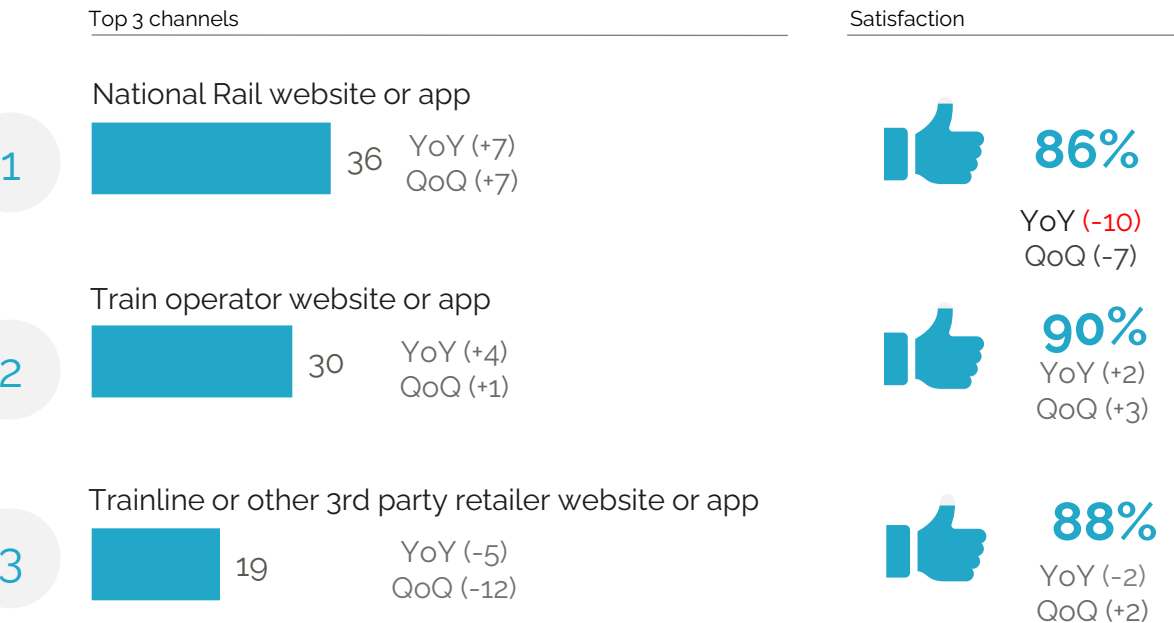 Top 3 channels
Satisfaction
National Rail website or app
1
36
YoY (+7)
QoQ (+7)
86%
YoY (-10)
QoQ (-7)
Train operator website or app
2
30
YoY (+4)
QoQ (+1)
90%
YoY (+2)
QoQ (+3)
Trainline or other 3rd party retailer website or app
3
19
YoY (-5)
QoQ (-12)
88%
YoY (-2)
QoQ (+2)